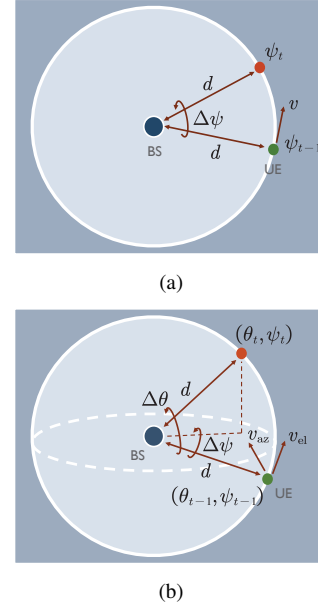 ψ_t
d
v
Δψ
ψ_{t−1}
BS
d
UE
(a)
(θ_t, ψ_t)
Δθ
d
v_az
v_el
Δψ
BS
d
(θ_{t−1}, ψ_{t−1})
UE
(b)